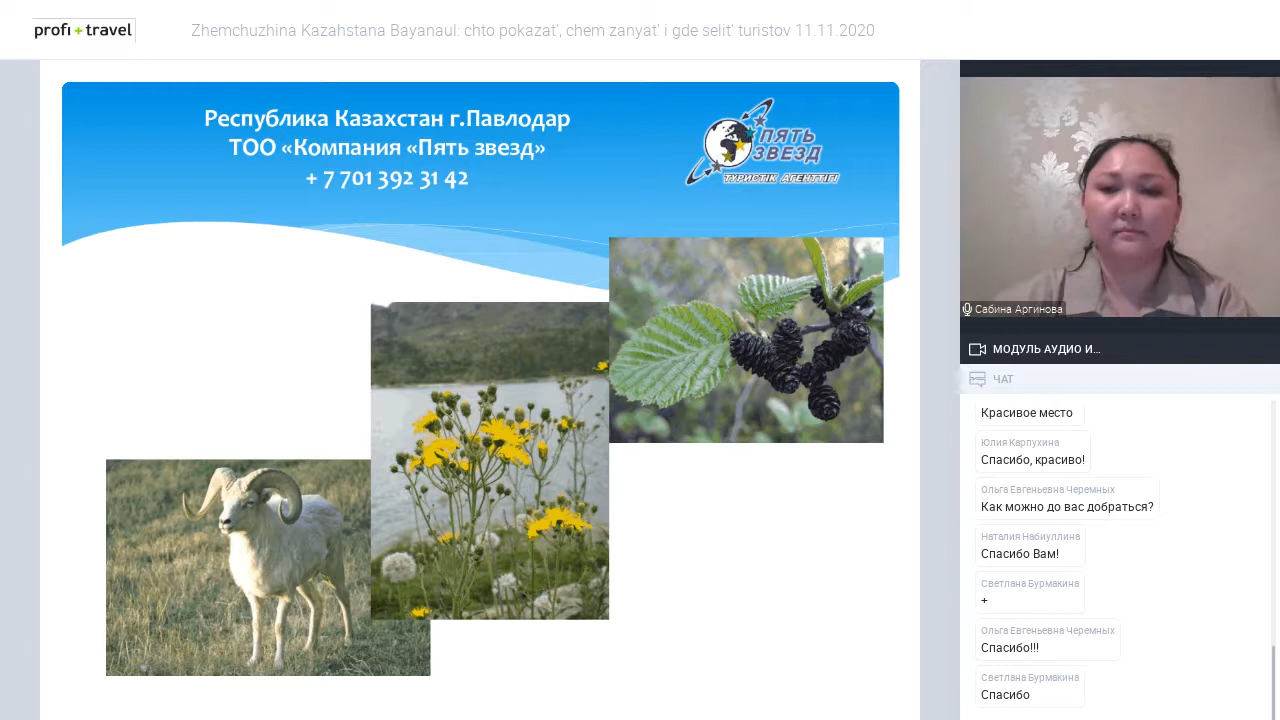 profi + travel
Zhemchuzhina Kazahstana Bayanaul: chto pokazat', chem zanyat' i gde selit' turistov 11.11.2020
Республика Казахстан г.Павлодар
ТОО «Компания «Пять звезд»
+ 7 701 392 31 42
ПЯТЬ
ЗВЕЗД
ТУРИСТІК АГЕНТТІГІ
Сабина Аргинова
МОДУЛЬ АУДИО И...
ЧАТ
Красивое место
Юлия Карпухина
Спасибо, красиво!
Ольга Евгеньевна Черемных
Как можно до вас добраться?
Наталия Набиуллина
Спасибо Вам!
Светлана Бурмакина
+
Ольга Евгеньевна Черемных
Спасибо!!!
Светлана Бурмакина
Спасибо